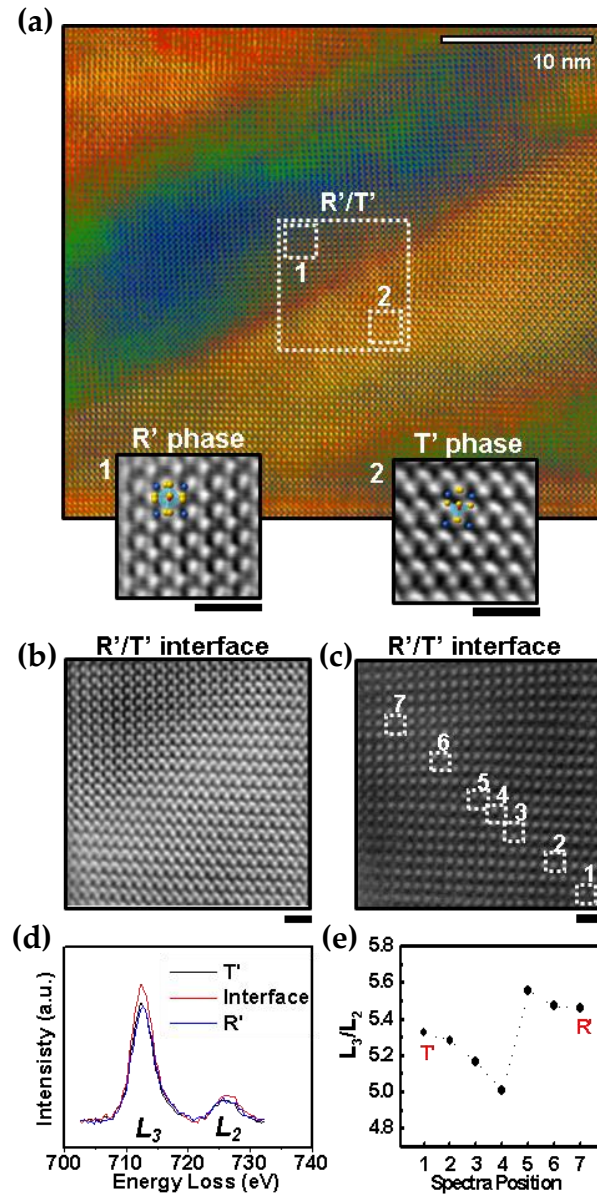 (a)
10 nm
R'/T'
1
2
R' phase
T' phase
1
2
R'/T' interface
R'/T' interface
(b)
(c)
7
6
5
4
3
2
1
(d)
(e)
Intensisty (a.u.)
T'
Interface
R'
L3
L2
700 710 720 730 740
Energy Loss (eV)
L3/L2
5.8
5.6
5.4
5.2
5.0
4.8
T'
R'
1 2 3 4 5 6 7
Spectra Position